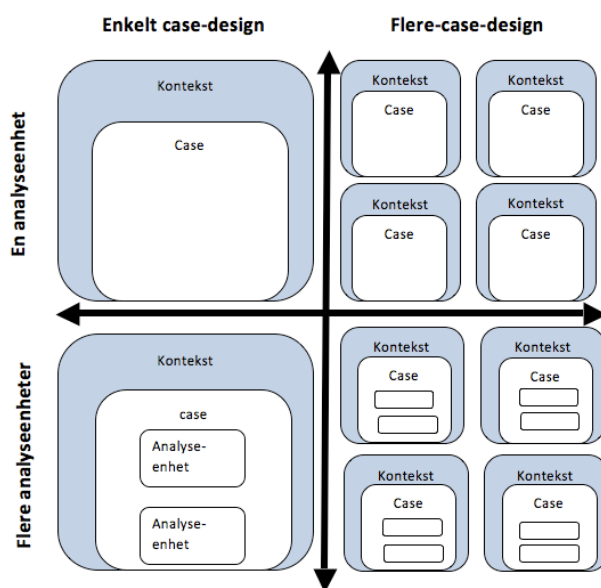 Enkelt case-design
Flere-case-design
En analyseenhet
Kontekst
Case
Kontekst
Case
Kontekst
Case
Kontekst
Case
Kontekst
Case
Flere analyseenheter
Kontekst
case
Analyse-
enhet
Analyse-
enhet
Kontekst
Case
Kontekst
Case
Kontekst
Case
Kontekst
Case